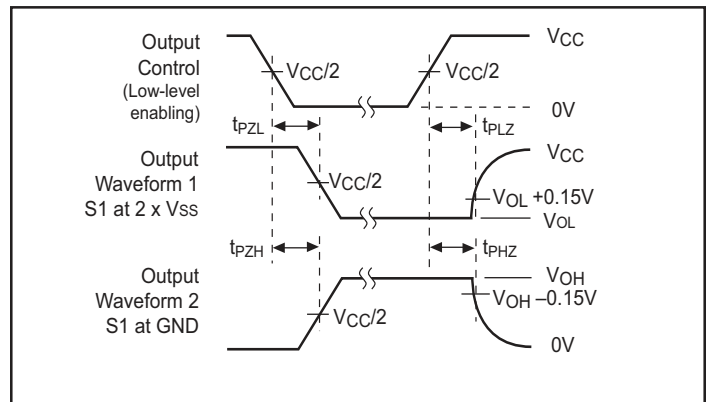 Output
Control
(Low-level
enabling)
VCC/2
VCC/2
VCC
0V
tPZL
tPLZ
Output
Waveform 1
S1 at 2 x Vss
VCC/2
VCC
VOL +0.15V
VOL
tPZH
tPHZ
Output
Waveform 2
S1 at GND
VCC/2
VOH
VOH –0.15V
0V